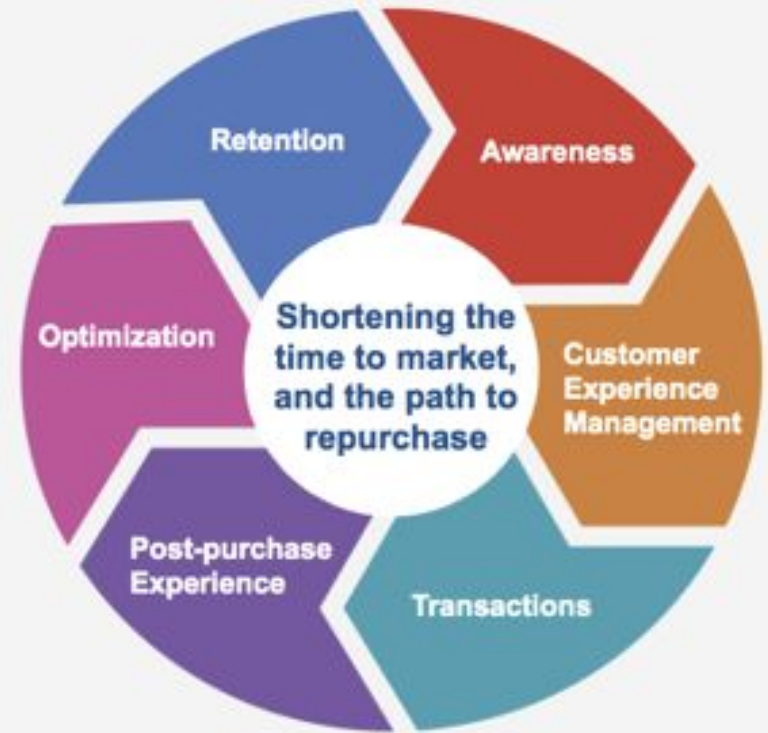 Retention
Awareness
Optimization
Shortening the
time to market,
and the path to
repurchase
Customer
Experience
Management
Post-purchase
Experience
Transactions